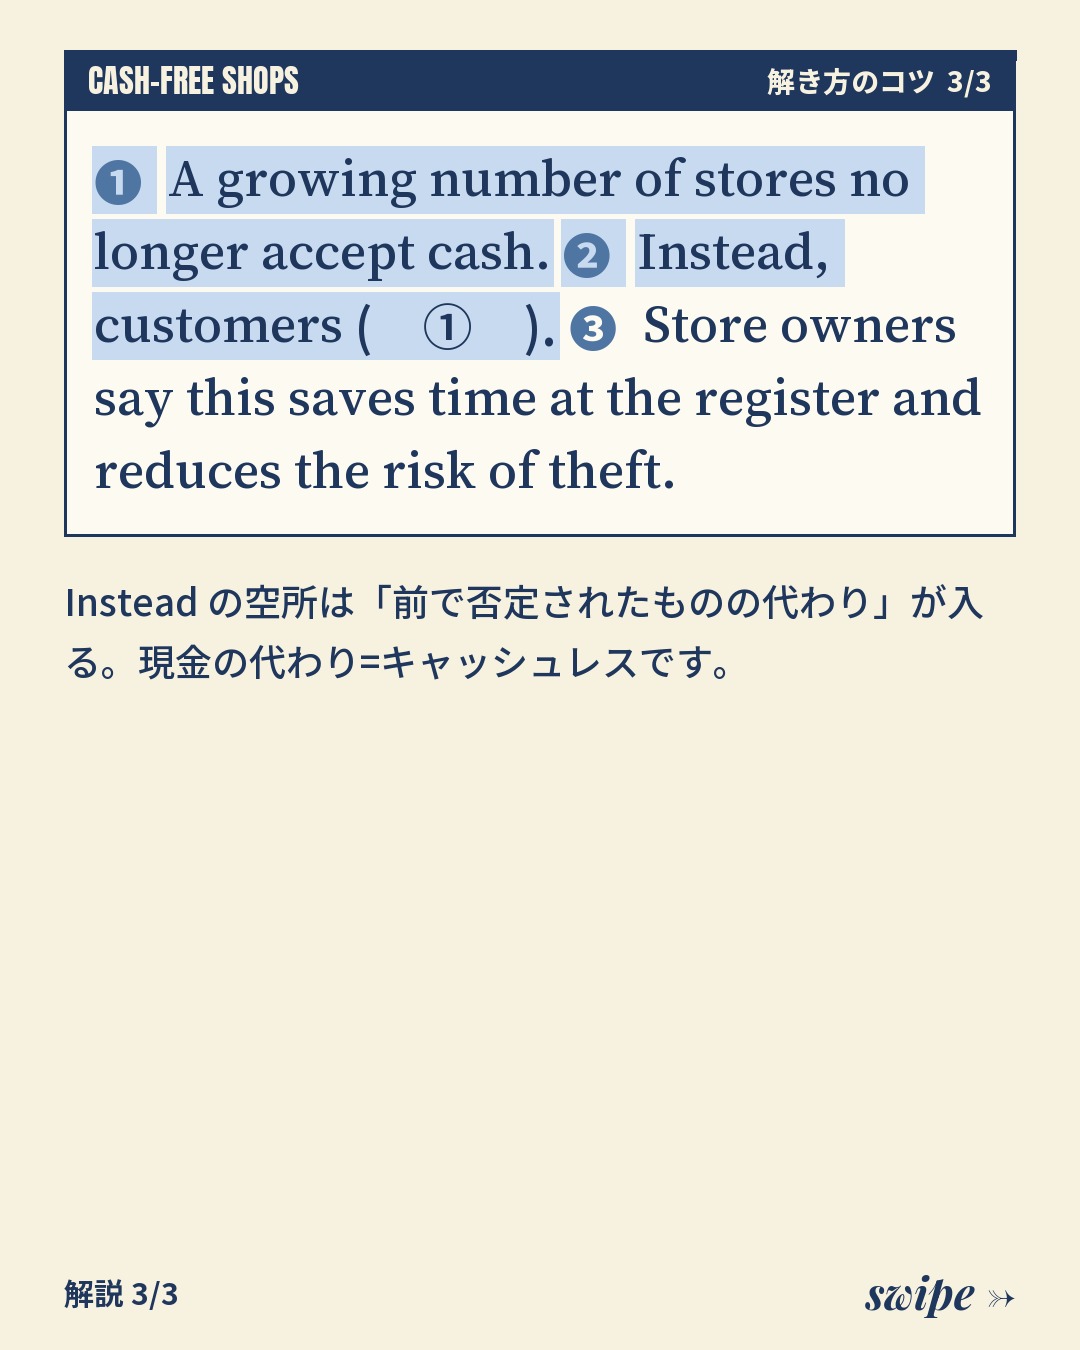 CASH-FREE SHOPS 解き方のコツ 3/3
❶ A growing number of stores no
longer accept cash. ❷ Instead,
customers ( ① ). ❸ Store owners
say this saves time at the register and
reduces the risk of theft.
Instead の空所は「前で否定されたものの代わり」が入
る。現金の代わり=キャッシュレスです。
解説 3/3
swipe